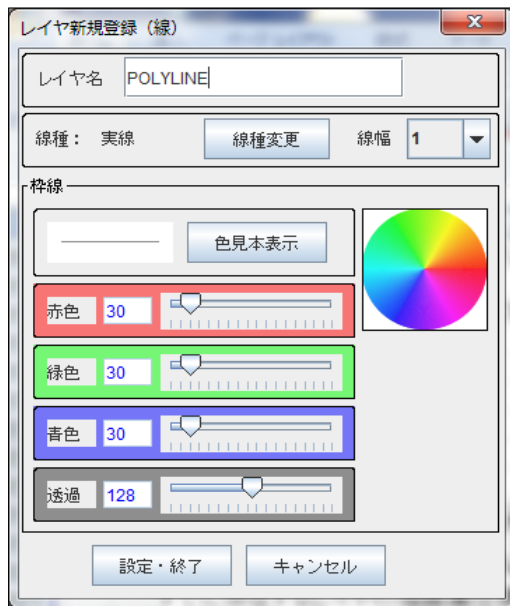 レイヤ新規登録（線）
レイヤ名 POLYLINE
線種： 実線 線種変更 線幅 1
枠線
色見本表示
赤色 30
緑色 30
青色 30
透過 128
設定・終了 キャンセル